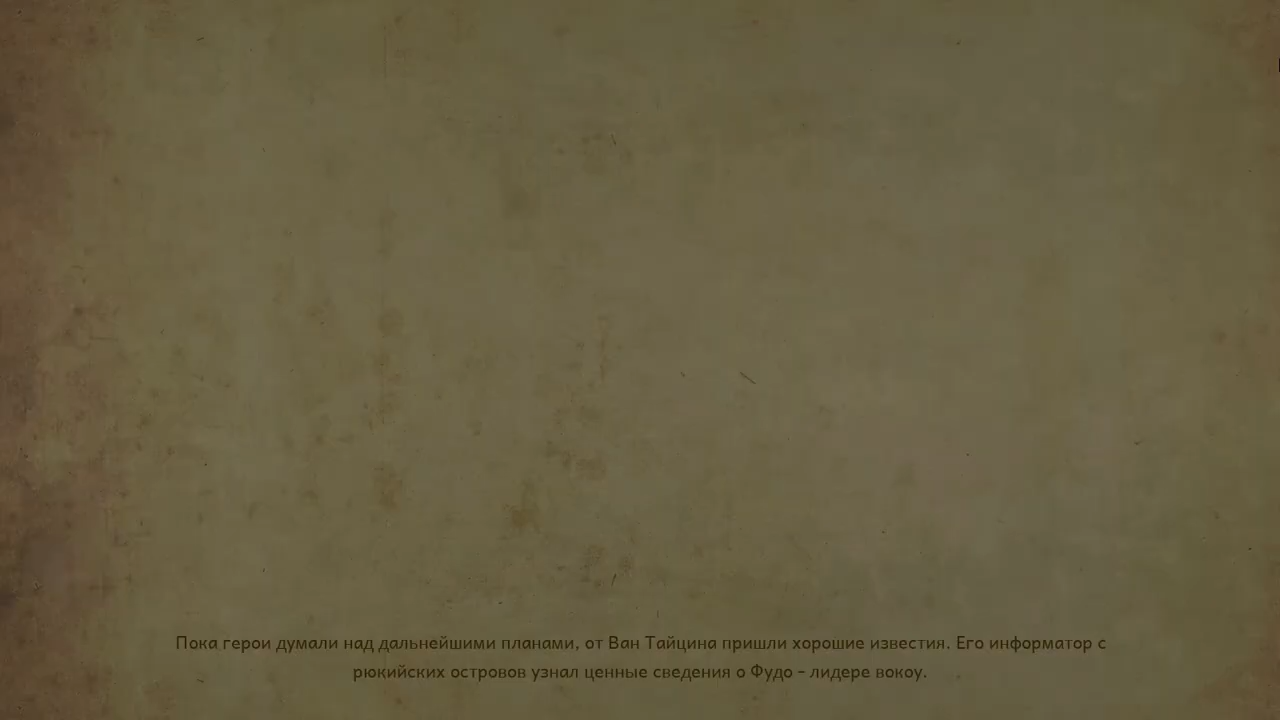 Пока герои думали над дальнейшими планами, от Ван Тайцина пришли хорошие известия. Его информатор с
рюкийских островов узнал ценные сведения о Фудо – лидере вокоу.